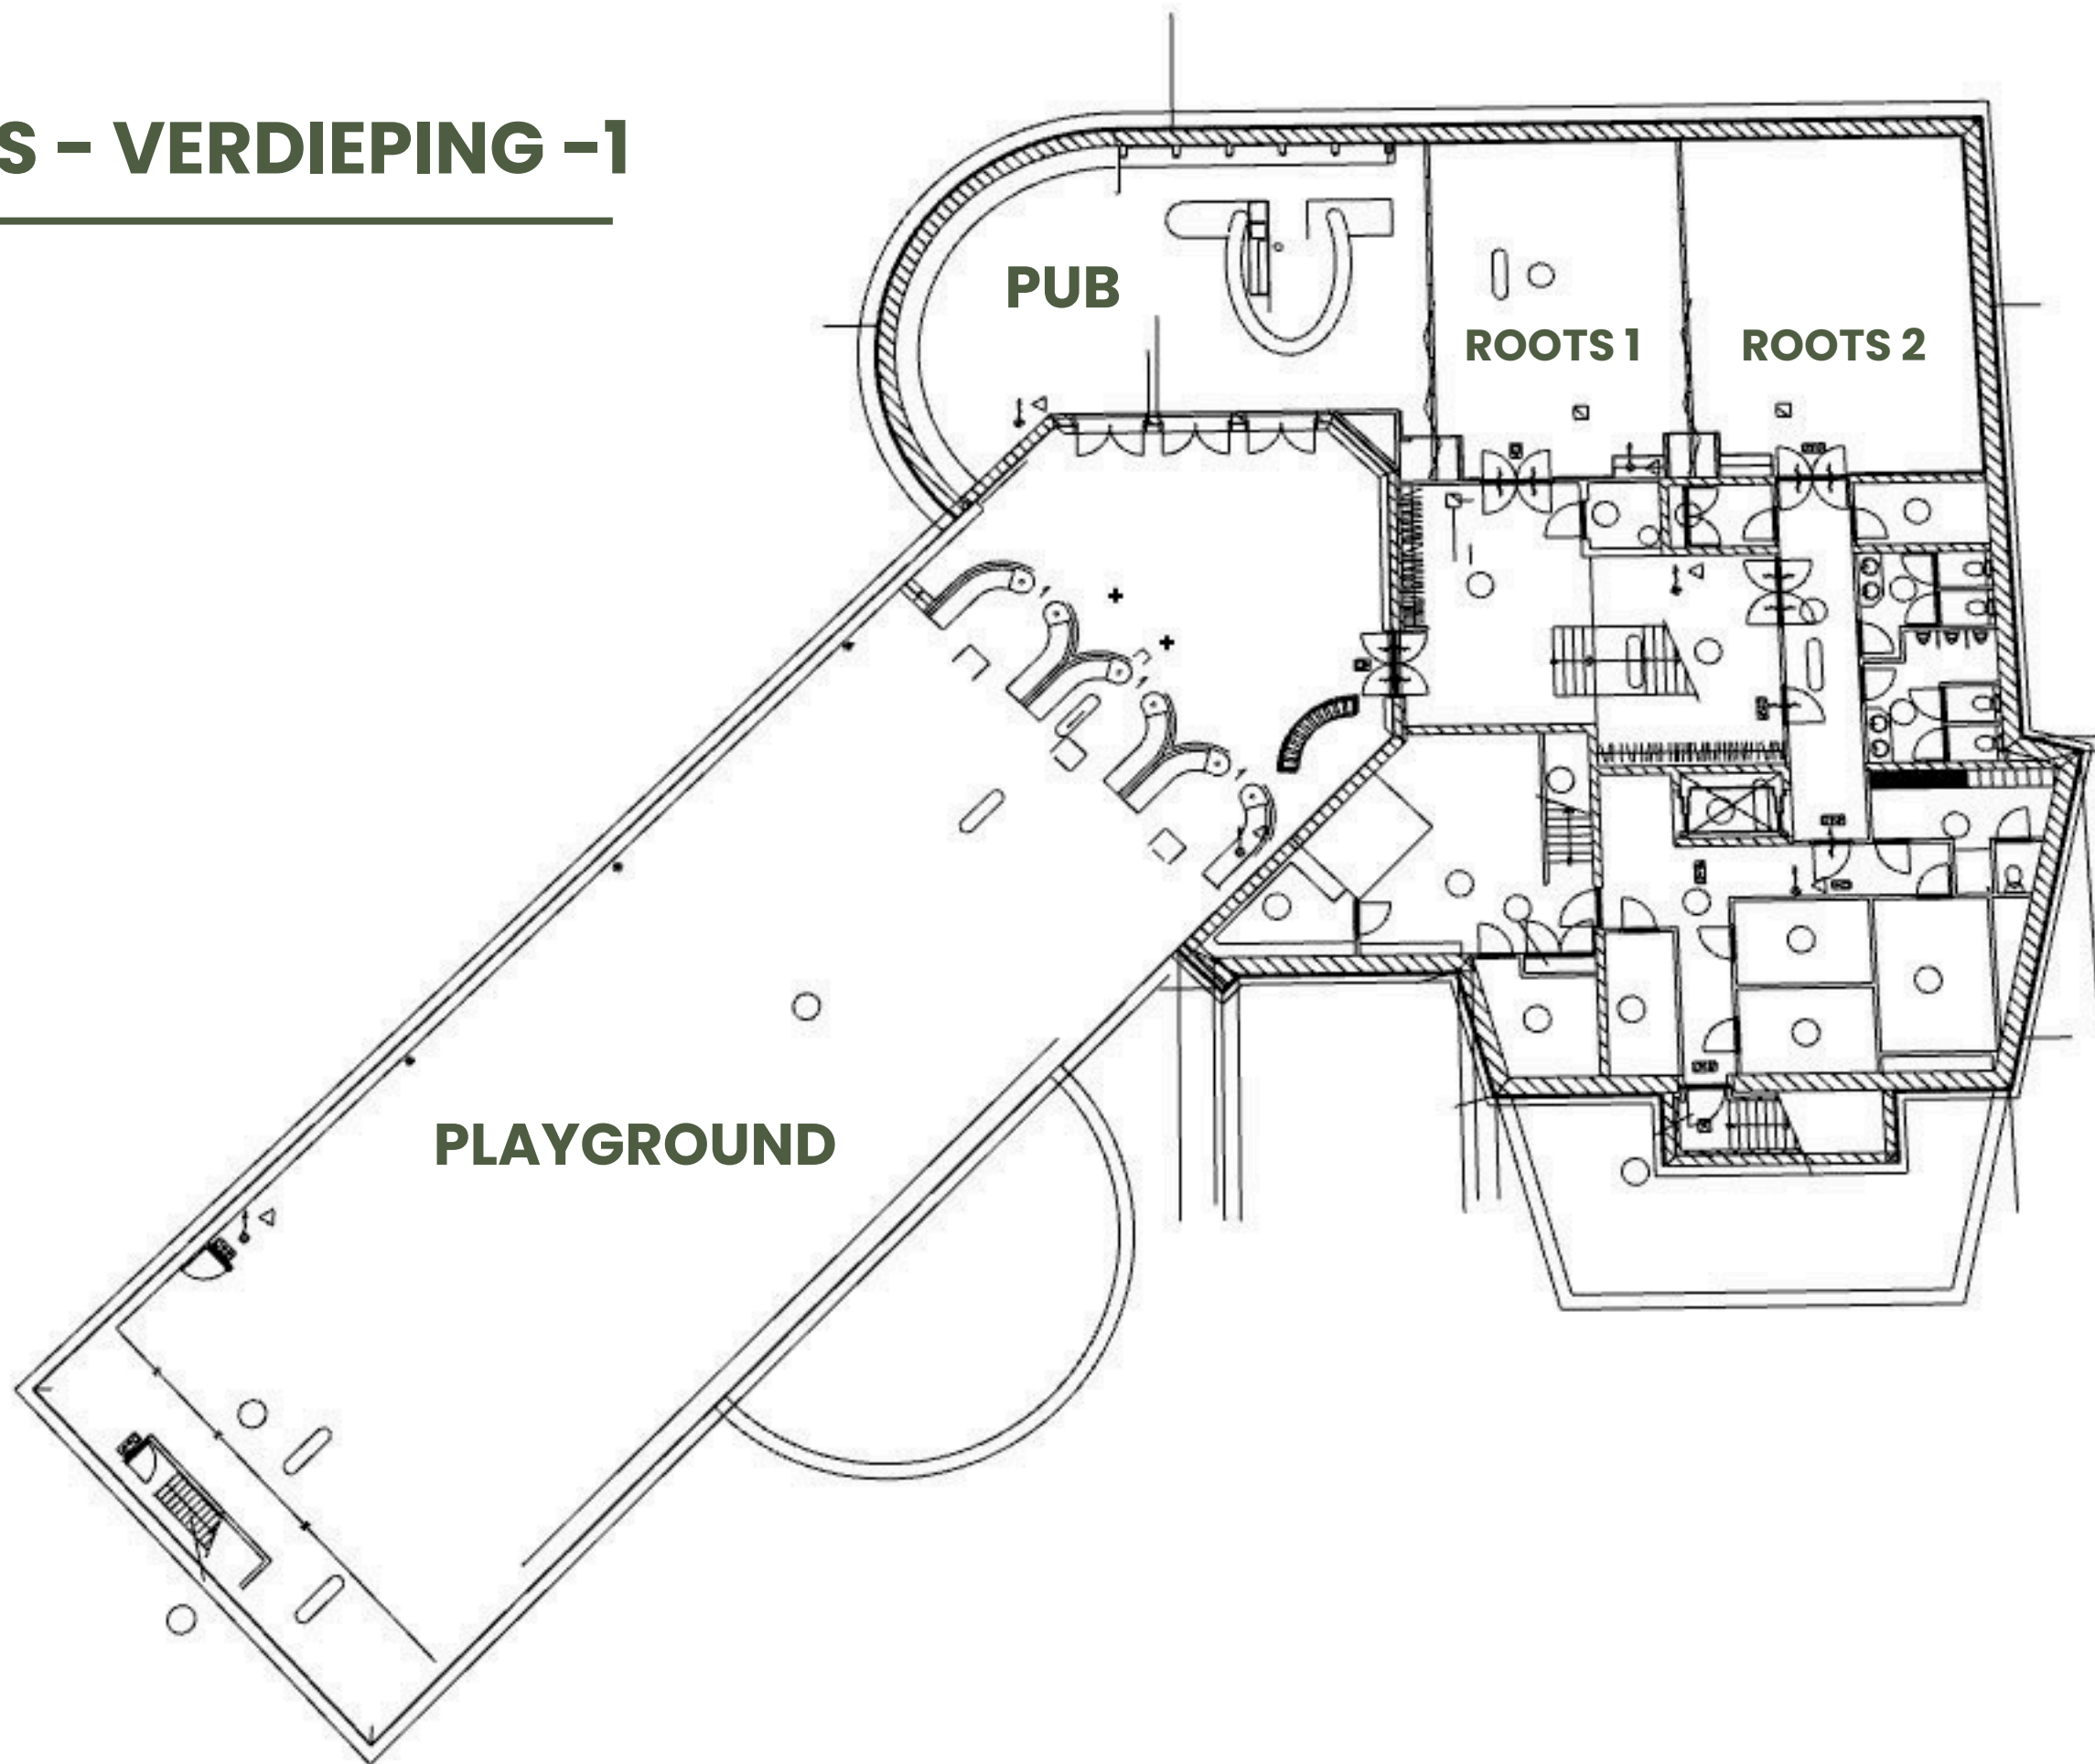 S - VERDIEPING -1
PUB
ROOTS 1
ROOTS 2
PLAYGROUND